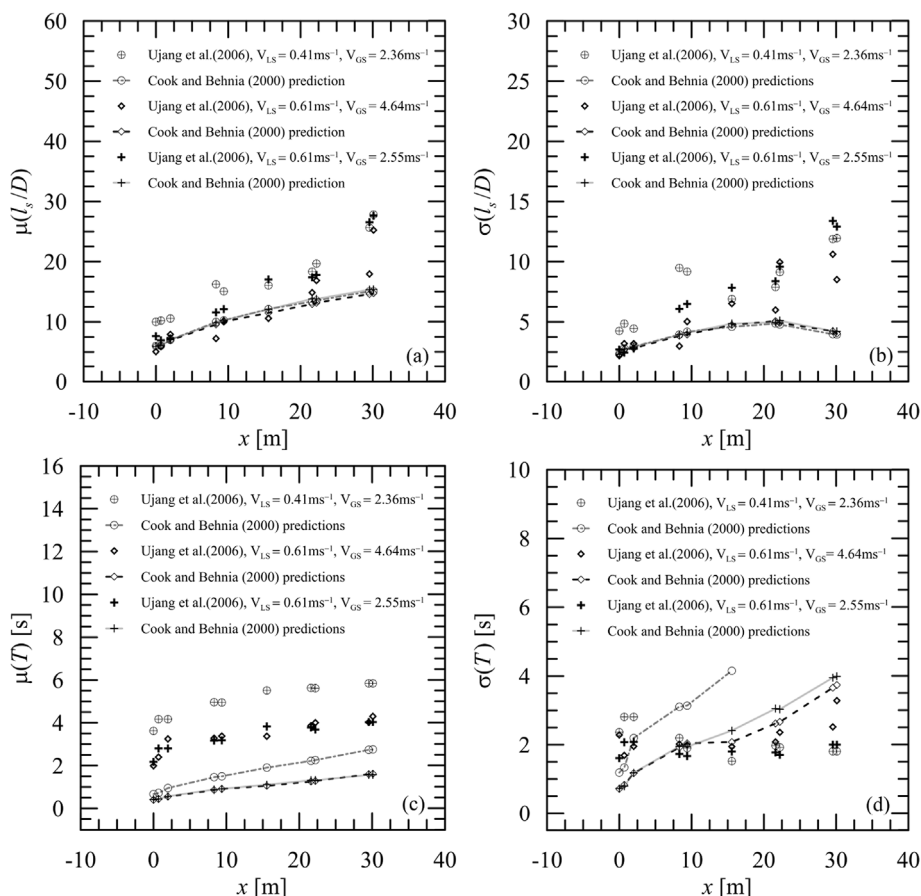 60
50
40
30
20
10
0
μ(lₛ/D)
Ujang et al.(2006), V_LS = 0.41ms⁻¹, V_GS = 2.36ms⁻¹
Cook and Behnia (2000) prediction
Ujang et al.(2006), V_LS = 0.61ms⁻¹, V_GS = 4.64ms⁻¹
Cook and Behnia (2000) prediction
Ujang et al.(2006), V_LS = 0.61ms⁻¹, V_GS = 2.55ms⁻¹
Cook and Behnia (2000) prediction
(a)
-10 0 10 20 30 40
x [m]
30
25
20
15
10
5
0
σ(lₛ/D)
Ujang et al.(2006), V_LS = 0.41ms⁻¹, V_GS = 2.36ms⁻¹
Cook and Behnia (2000) predictions
Ujang et al.(2006), V_LS = 0.61ms⁻¹, V_GS = 4.64ms⁻¹
Cook and Behnia (2000) predictions
Ujang et al.(2006), V_LS = 0.61ms⁻¹, V_GS = 2.55ms⁻¹
Cook and Behnia (2000) predictions
(b)
-10 0 10 20 30 40
x [m]
16
14
12
10
8
6
4
2
0
μ(T) [s]
Ujang et al.(2006), V_LS = 0.41ms⁻¹, V_GS = 2.36ms⁻¹
Cook and Behnia (2000) predictions
Ujang et al.(2006), V_LS = 0.61ms⁻¹, V_GS = 4.64ms⁻¹
Cook and Behnia (2000) predictions
Ujang et al.(2006), V_LS = 0.61ms⁻¹, V_GS = 2.55ms⁻¹
Cook and Behnia (2000) predictions
(c)
-10 0 10 20 30 40
x [m]
10
8
6
4
2
0
σ(T) [s]
Ujang et al.(2006), V_LS = 0.41ms⁻¹, V_GS = 2.36ms⁻¹
Cook and Behnia (2000) predictions
Ujang et al.(2006), V_LS = 0.61ms⁻¹, V_GS = 4.64ms⁻¹
Cook and Behnia (2000) predictions
Ujang et al.(2006), V_LS = 0.61ms⁻¹, V_GS = 2.55ms⁻¹
Cook and Behnia (2000) predictions
(d)
-10 0 10 20 30 40
x [m]